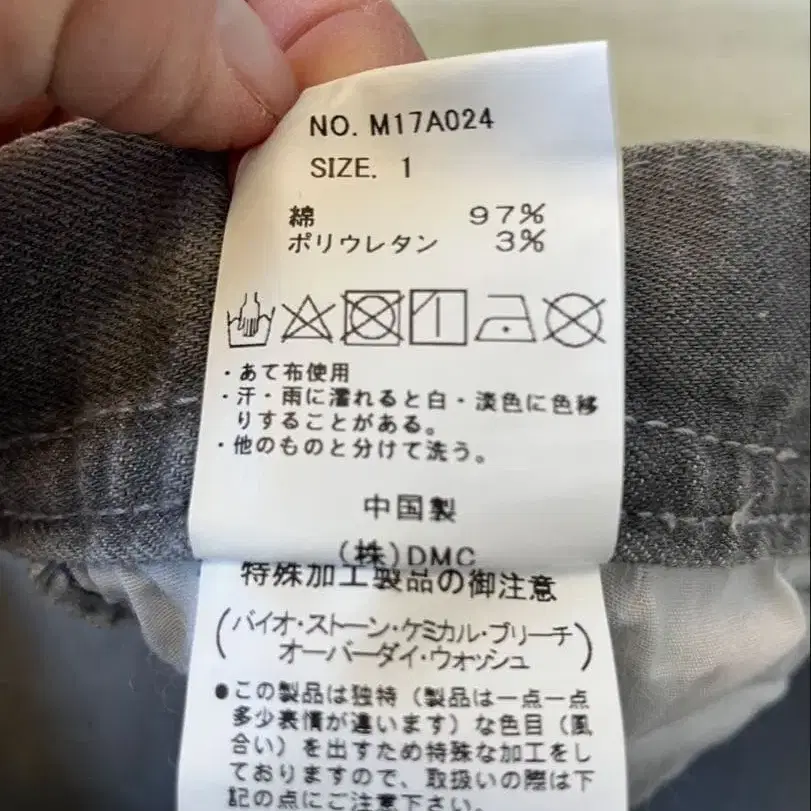 NO. M17A024
SIZE. 1
綿 97%
ポリウレタン 3%
・あて布使用
・汗・雨に濡れると白・淡色に色移
りすることがある。
・他のものと分けて洗う。
中国製
(株)DMC
特殊加工製品の御注意
(バイオ・ストーン・ケミカル・ブリーチ
オーバーダイ・ウォッシュ)
●この製品は独特(製品は一点一点
多少表情が違います)な色目(風
合い)を出すため特殊な加工をし
ておりますので、取扱いの際は下
記の点にご注意下さい。